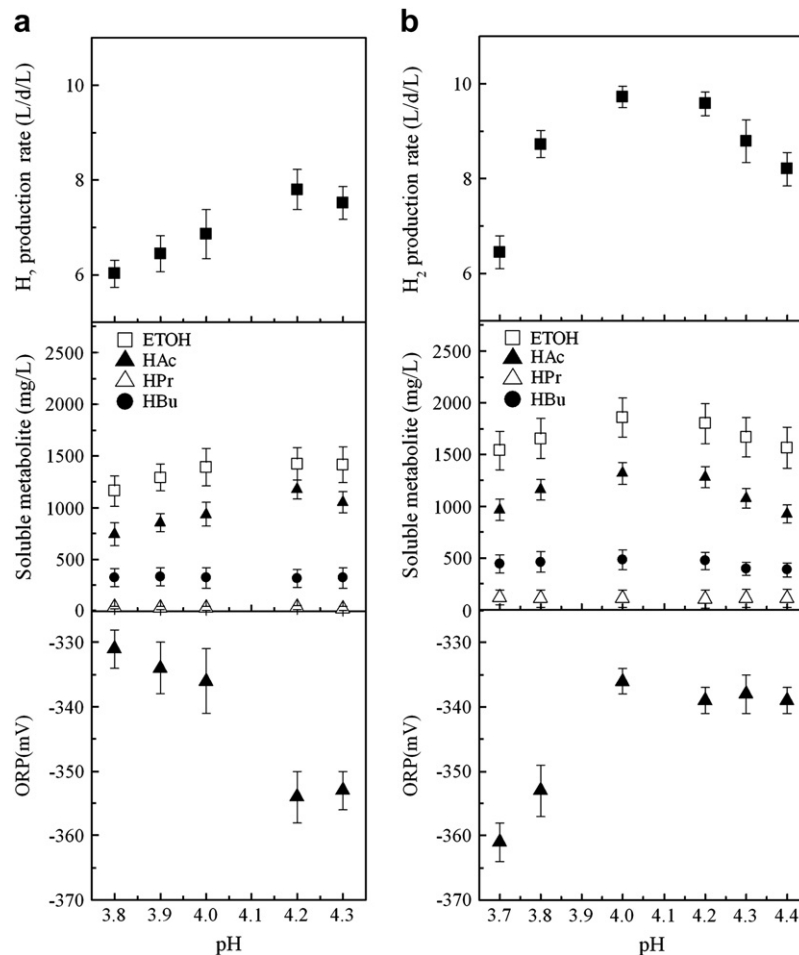 a
H2 production rate (L/d/L)
10
8
6
Soluble metabolite (mg/L)
2500
2000
1500
1000
500
0
ETOH
HAc
HPr
HBu
ORP(mV)
-330
-340
-350
-360
-370
3.8 3.9 4.0 4.1 4.2 4.3
pH
b
H2 production rate (L/d/L)
10
8
6
Soluble metabolite (mg/L)
2500
2000
1500
1000
500
0
ETOH
HAc
HPr
HBu
ORP(mV)
-330
-340
-350
-360
-370
3.7 3.8 3.9 4.0 4.1 4.2 4.3 4.4
pH